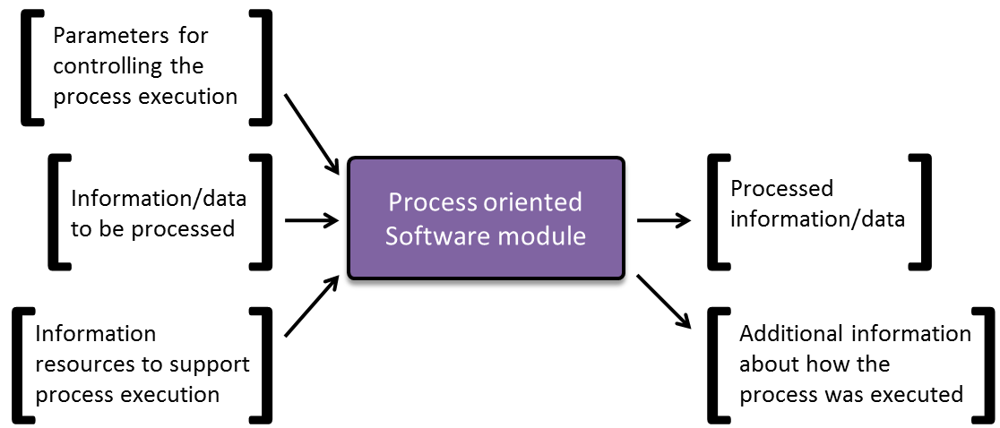 Parameters for
controlling the
process execution
Information/data
to be processed
Information
resources to support
process execution
Process oriented
Software module
Processed
information/data
Additional information
about how the
process was executed